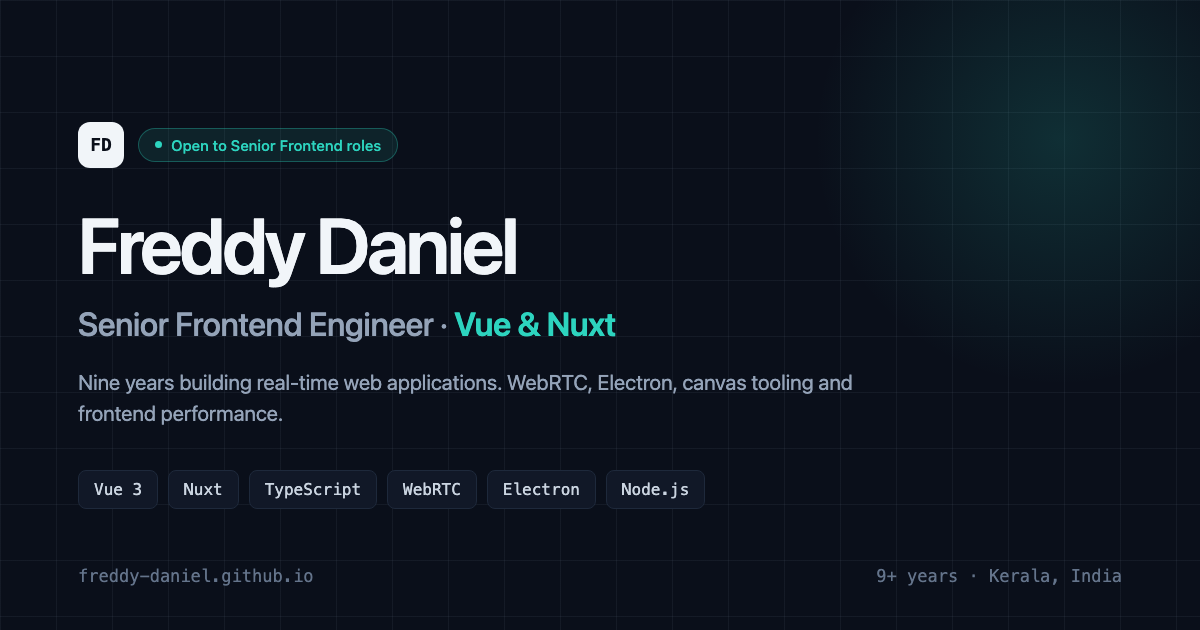 FD
Open to Senior Frontend roles
Freddy Daniel
Senior Frontend Engineer · Vue & Nuxt
Nine years building real-time web applications. WebRTC, Electron, canvas tooling and
frontend performance.
Vue 3 Nuxt TypeScript WebRTC Electron Node.js
freddy-daniel.github.io
9+ years · Kerala, India